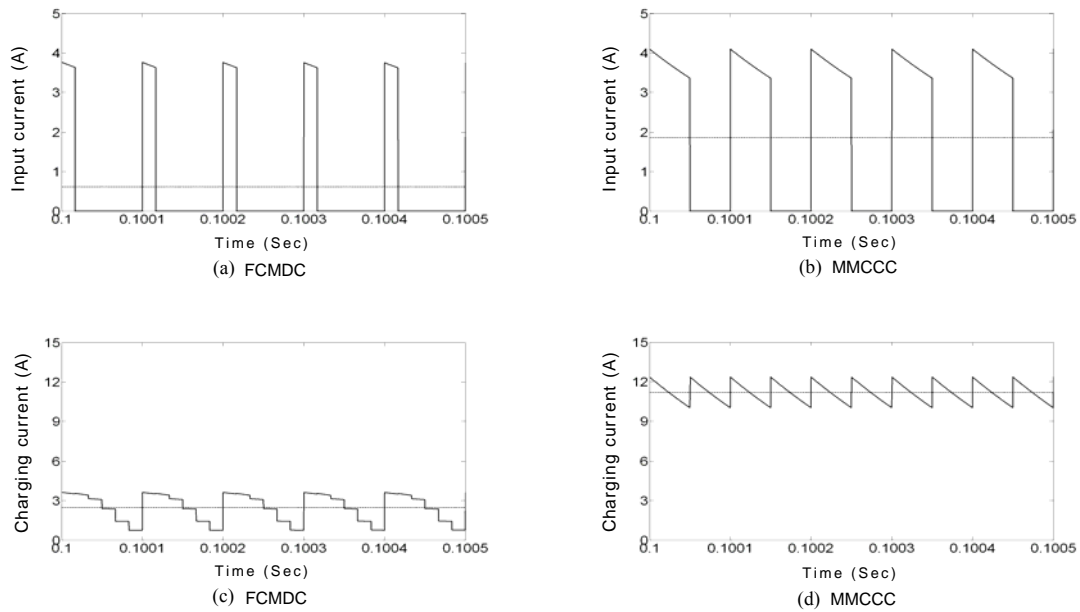 Input current (A)
5
4
3
2
1
0
0.1 0.1001 0.1002 0.1003 0.1004 0.1005
Time (Sec)
(a) FCMDC
Input current (A)
5
4
3
2
1
0
0.1 0.1001 0.1002 0.1003 0.1004 0.1005
Time (Sec)
(b) MMCCC
Charging current (A)
15
12
9
6
3
0
0.1 0.1001 0.1002 0.1003 0.1004 0.1005
Time (Sec)
(c) FCMDC
Charging current (A)
15
12
9
6
3
0
0.1 0.1001 0.1002 0.1003 0.1004 0.1005
Time (Sec)
(d) MMCCC